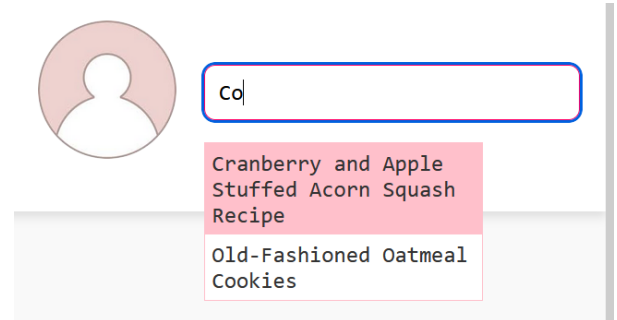 Co
Cranberry and Apple
Stuffed Acorn Squash
Recipe
Old-Fashioned Oatmeal
Cookies